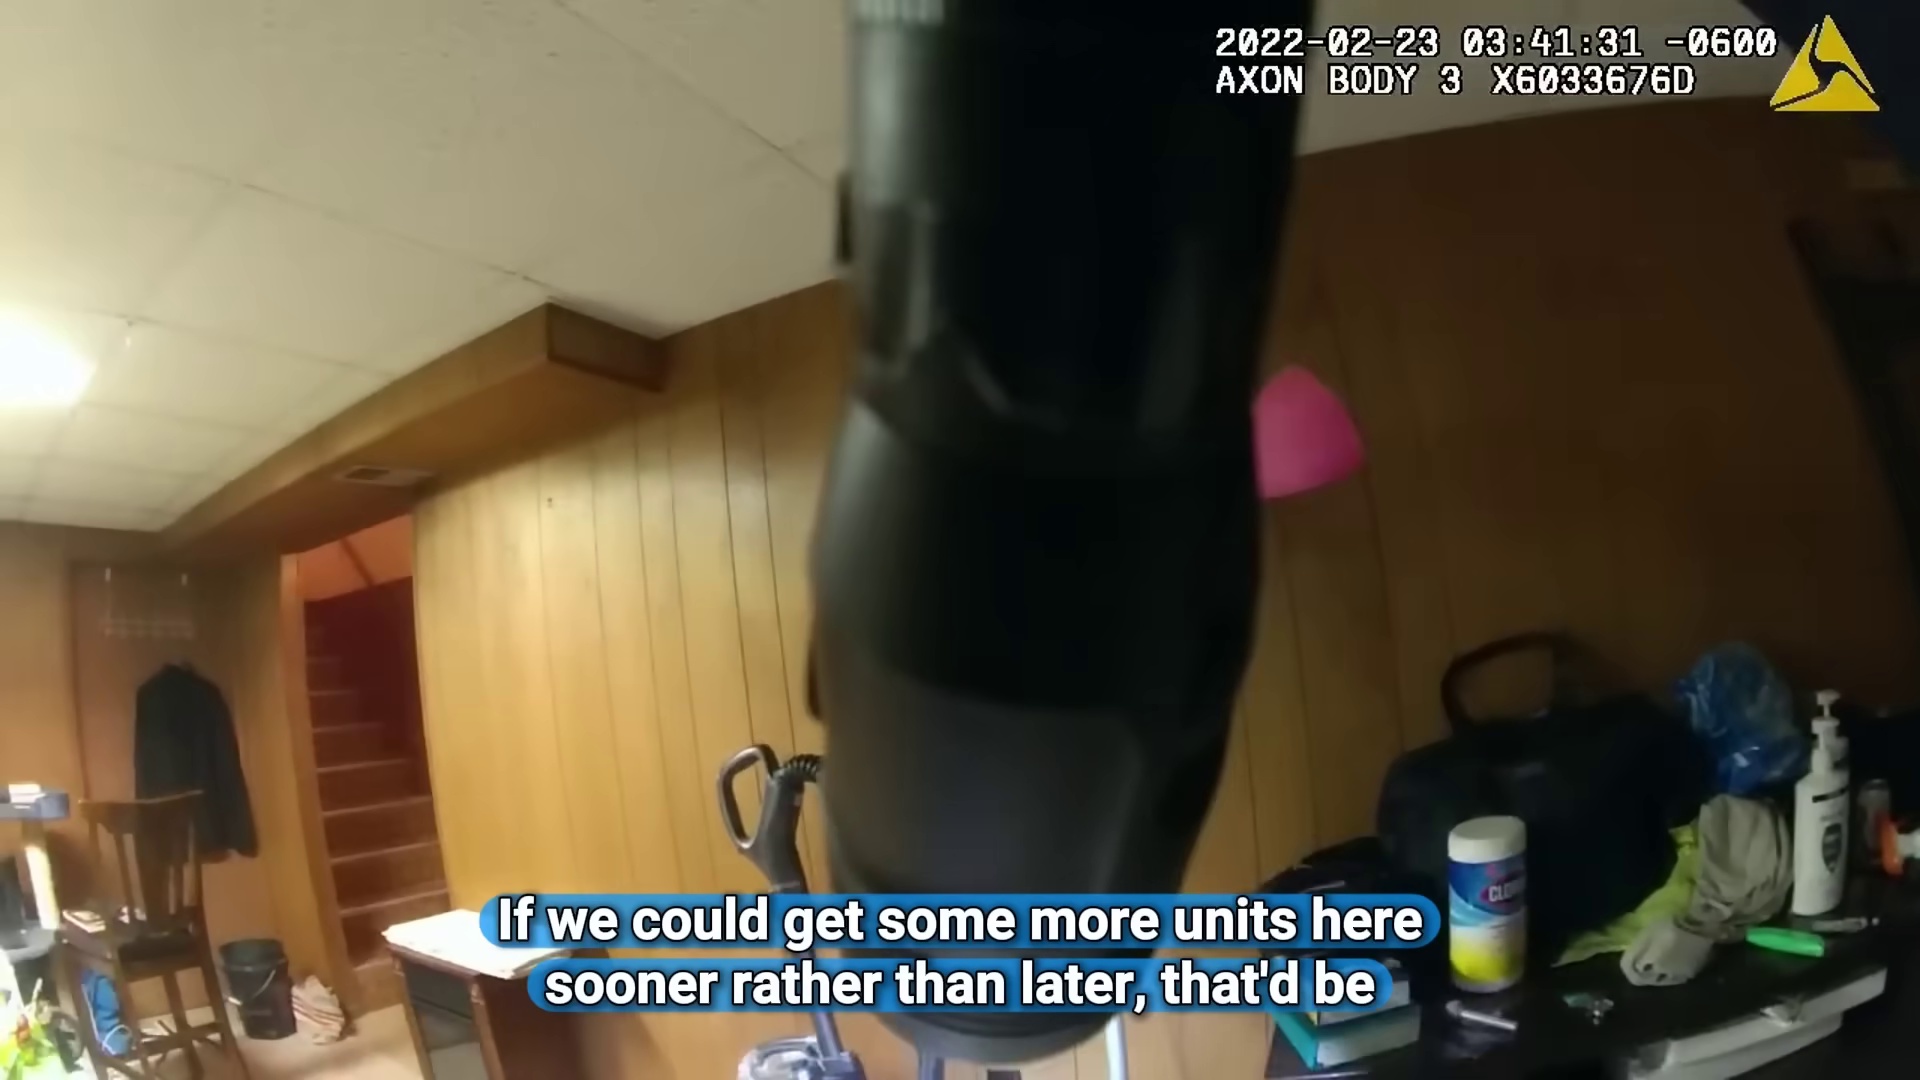 2022-02-23 03:41:31 -0600
AXON BODY 3 X6033676D
CLO
If we could get some more units here
sooner rather than later, that'd be